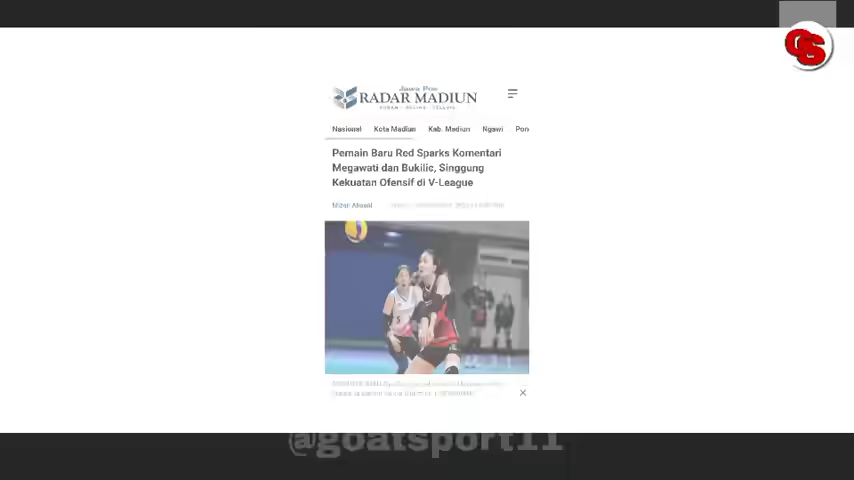 GS
Jawa Pos
RADAR MADIUN
Nasional Kota Madiun Kab. Madiun Ngawi Pon
Pemain Baru Red Sparks Komentari
Megawati dan Bukilic, Singgung
Kekuatan Ofensif di V-League
@goatsport11